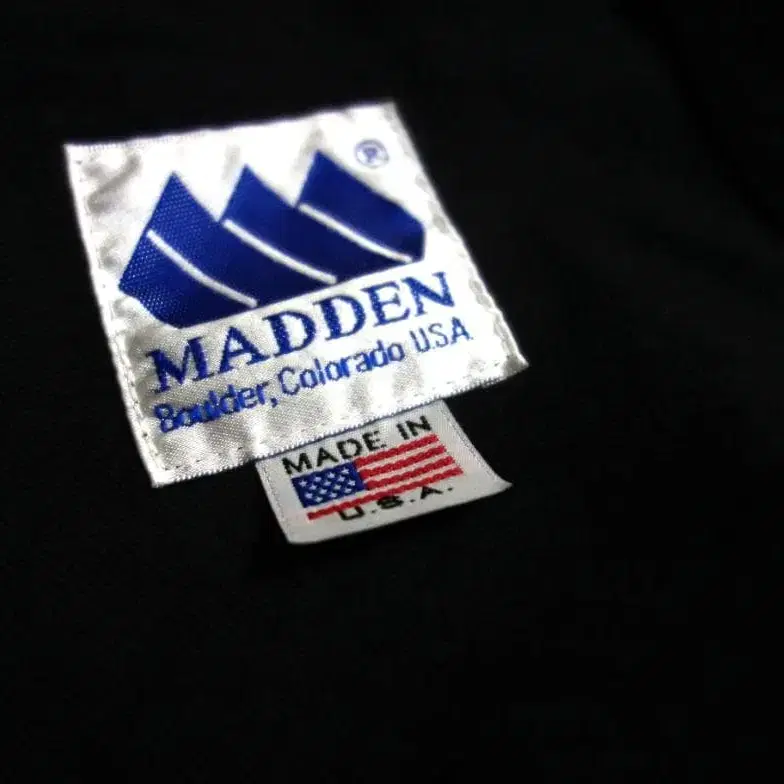 ®
MADDEN
Boulder, Colorado U.S.A
MADE IN
U.S.A.